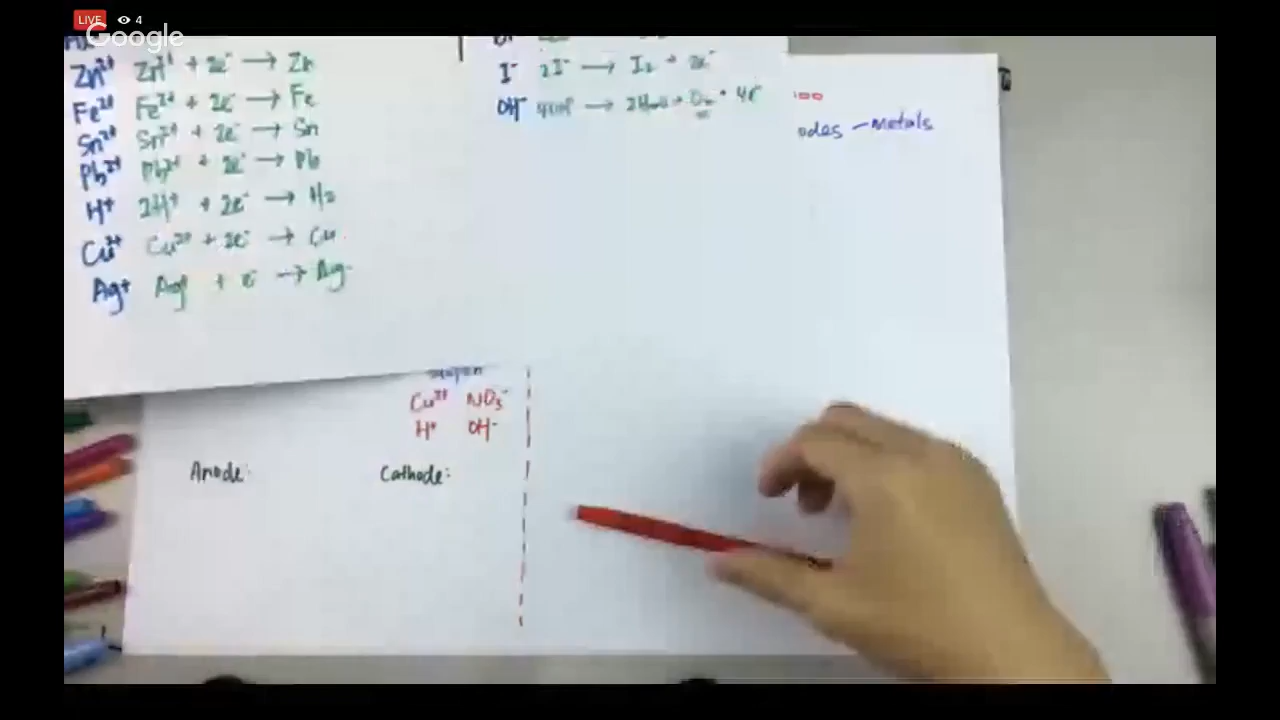 LIVE 4
Google
Zn²⁺ Zn²⁺ + 2e⁻ → Zn
Fe²⁺ Fe²⁺ + 2e⁻ → Fe
Sn²⁺ Sn²⁺ + 2e⁻ → Sn
Pb²⁺ Pb²⁺ + 2e⁻ → Pb
H⁺ 2H⁺ + 2e⁻ → H₂
Cu²⁺ Cu²⁺ + 2e⁻ → Cu
Ag⁺ Ag⁺ + e⁻ → Ag
I⁻ 2I⁻ → I₂ + 2e⁻
OH⁻ 4OH⁻ → 2H₂O + O₂ + 4e⁻
odes – Metals
Cu²⁺ NO₃⁻
H⁺ OH⁻
Anode: Cathode: